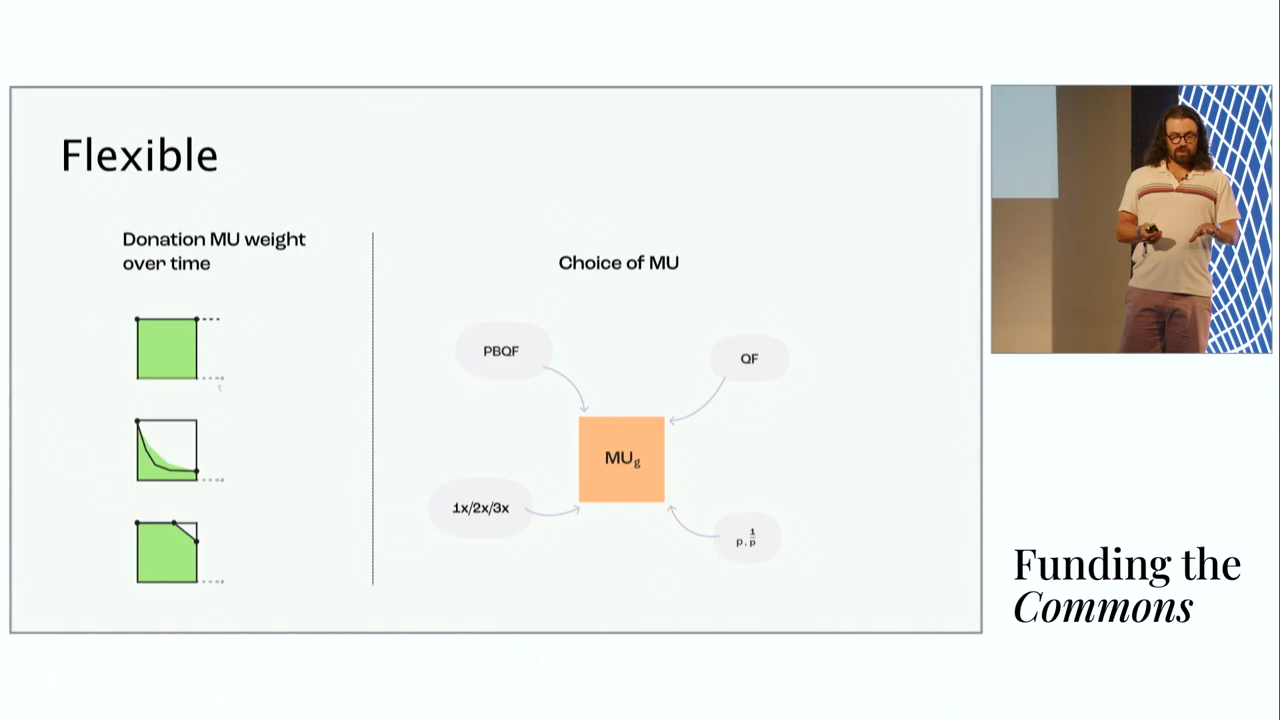 Flexible
Donation MU weight
over time
t
Choice of MU
PBQF
QF
MUg
1x/2x/3x
p.1/p
Funding the
Commons